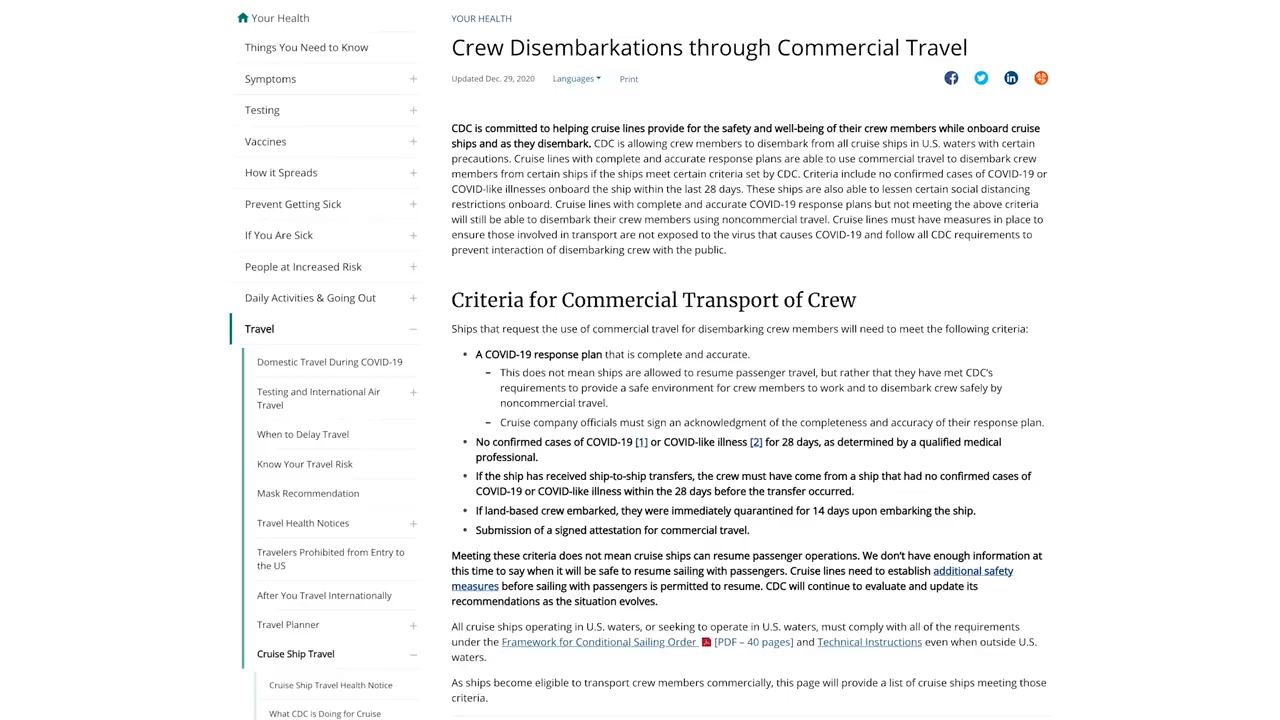 Your Health
Things You Need to Know
Symptoms
Testing
Vaccines
How it Spreads
Prevent Getting Sick
If You Are Sick
People at Increased Risk
Daily Activities & Going Out
Travel
Domestic Travel During COVID-19
Testing and International Air
Travel
When to Delay Travel
Know Your Travel Risk
Mask Recommendation
Travel Health Notices
Travelers Prohibited from Entry to
the US
After You Travel Internationally
Travel Planner
Cruise Ship Travel
Cruise Ship Travel Health Notice
What CDC is Doing for Cruise
YOUR HEALTH
Crew Disembarkations through Commercial Travel
Updated Dec. 29, 2020 Languages Print
CDC is committed to helping cruise lines provide for the safety and well-being of their crew members while onboard cruise
ships and as they disembark. CDC is allowing crew members to disembark from all cruise ships in U.S. waters with certain
precautions. Cruise lines with complete and accurate response plans are able to use commercial travel to disembark crew
members from certain ships if the ships meet certain criteria set by CDC. Criteria include no confirmed cases of COVID-19 or
COVID-like illnesses onboard the ship within the last 28 days. These ships are also able to lessen certain social distancing
restrictions onboard. Cruise lines with complete and accurate COVID-19 response plans but not meeting the above criteria
will still be able to disembark their crew members using noncommercial travel. Cruise lines must have measures in place to
ensure those involved in transport are not exposed to the virus that causes COVID-19 and follow all CDC requirements to
prevent interaction of disembarking crew with the public.
Criteria for Commercial Transport of Crew
Ships that request the use of commercial travel for disembarking crew members will need to meet the following criteria:
• A COVID-19 response plan that is complete and accurate.
– This does not mean ships are allowed to resume passenger travel, but rather that they have met CDC's
requirements to provide a safe environment for crew members to work and to disembark crew safely by
noncommercial travel.
– Cruise company officials must sign an acknowledgment of the completeness and accuracy of their response plan.
• No confirmed cases of COVID-19 [1] or COVID-like illness [2] for 28 days, as determined by a qualified medical
professional.
• If the ship has received ship-to-ship transfers, the crew must have come from a ship that had no confirmed cases of
COVID-19 or COVID-like illness within the 28 days before the transfer occurred.
• If land-based crew embarked, they were immediately quarantined for 14 days upon embarking the ship.
• Submission of a signed attestation for commercial travel.
Meeting these criteria does not mean cruise ships can resume passenger operations. We don't have enough information at
this time to say when it will be safe to resume sailing with passengers. Cruise lines need to establish additional safety
measures before sailing with passengers is permitted to resume. CDC will continue to evaluate and update its
recommendations as the situation evolves.
All cruise ships operating in U.S. waters, or seeking to operate in U.S. waters, must comply with all of the requirements
under the Framework for Conditional Sailing Order [PDF – 40 pages] and Technical Instructions even when outside U.S.
waters.
As ships become eligible to transport crew members commercially, this page will provide a list of cruise ships meeting those
criteria.